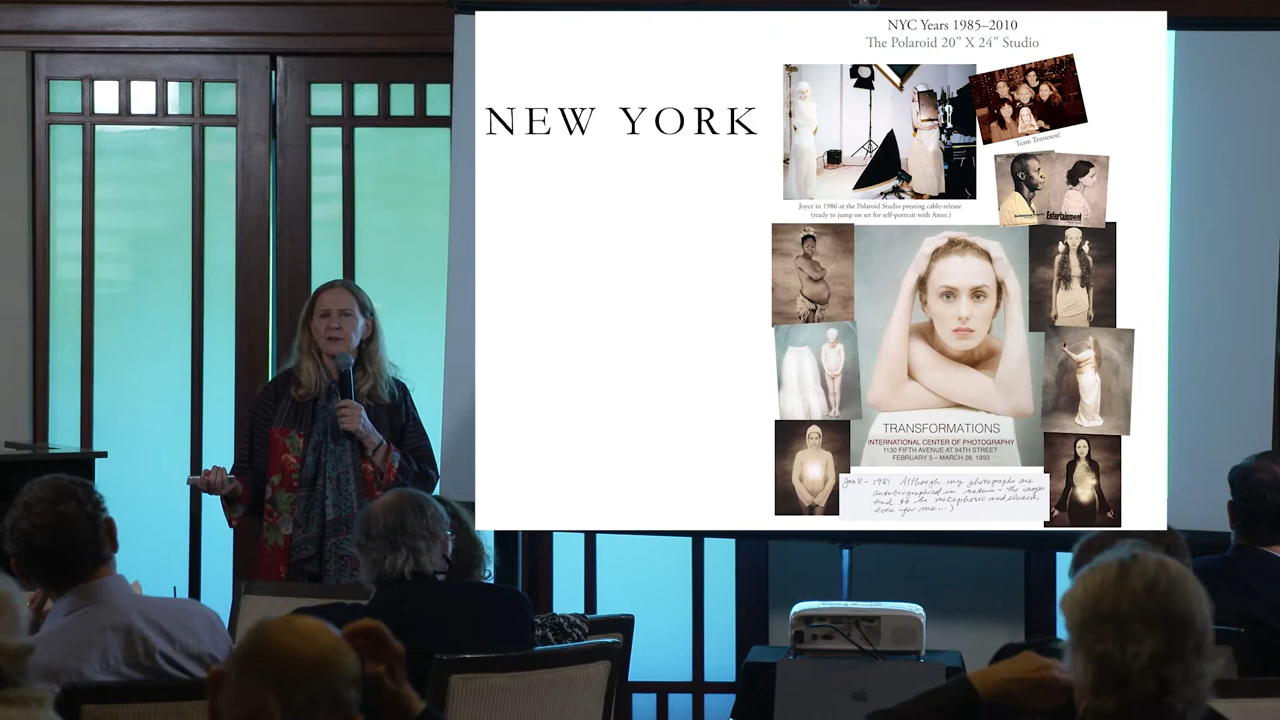 NYC Years 1985–2010
The Polaroid 20” X 24” Studio
NEW YORK
Team Tenneson!
Joyce in 1986 at the Polaroid Studio pressing cable-release
(ready to jump on set for self-portrait with Anne.)
Entertainment
TRANSFORMATIONS
INTERNATIONAL CENTER OF PHOTOGRAPHY
1130 FIFTH AVENUE AT 94TH STREET
FEBRUARY 5 – MARCH 28, 1993
Jan 8 - 1981 Although my photographs are
autobiographical in nature - the images
tend to be metaphoric and elusive,
even for me...)